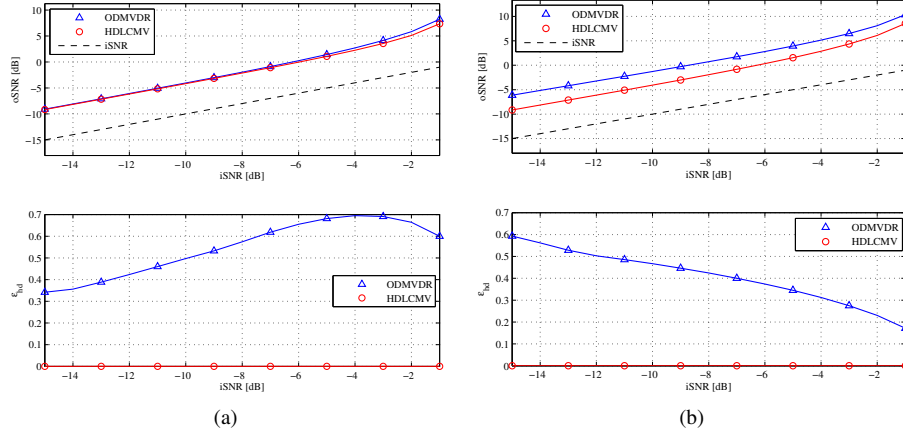 10
5
0
−5
−10
−15
oSNR [dB]
ODMVDR
HDLCMV
iSNR
−14 −12 −10 −8 −6 −4 −2
iSNR [dB]
0.7
0.6
0.5
0.4
0.3
0.2
0.1
0
εhd
ODMVDR
HDLCMV
−14 −12 −10 −8 −6 −4 −2
iSNR [dB]
(a)
10
5
0
−5
−10
−15
oSNR [dB]
ODMVDR
HDLCMV
iSNR
−14 −12 −10 −8 −6 −4 −2
iSNR [dB]
0.7
0.6
0.5
0.4
0.3
0.2
0.1
0
εhd
ODMVDR
HDLCMV
−14 −12 −10 −8 −6 −4 −2
iSNR [dB]
(b)